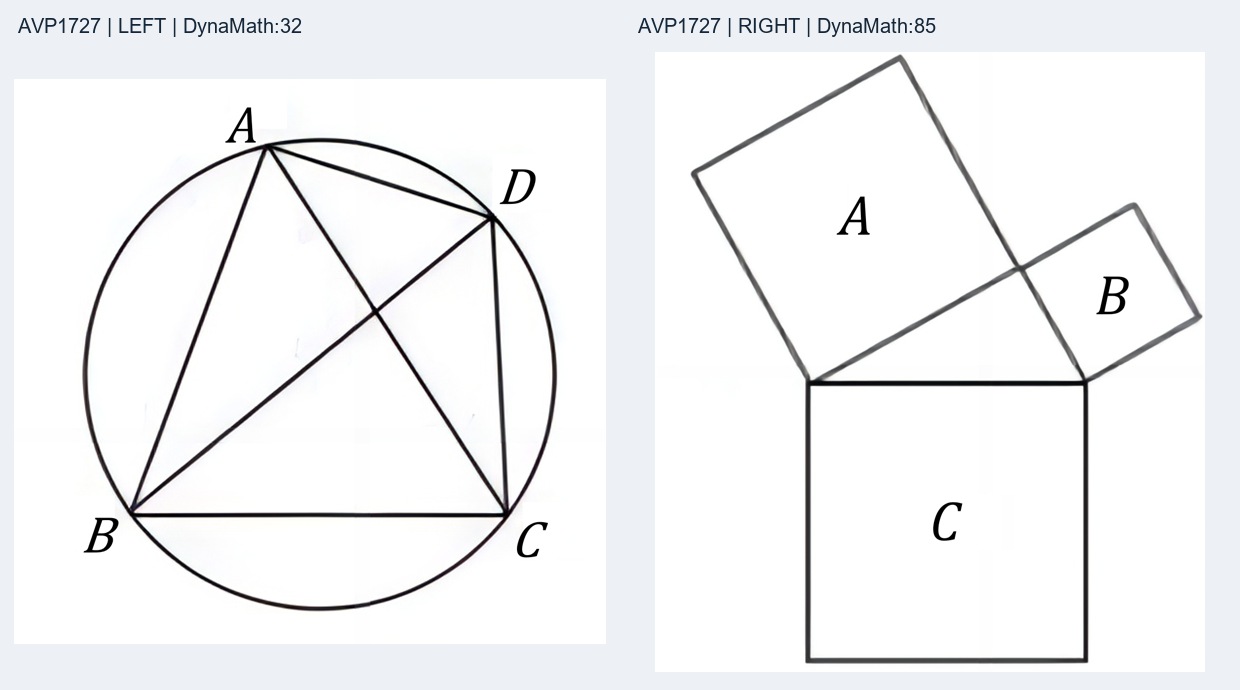 AVP1727 | LEFT | DynaMath:32
A
D
B
C
AVP1727 | RIGHT | DynaMath:85
A
B
C